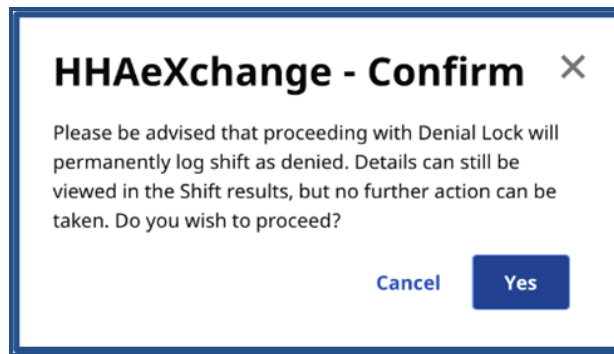 HHAeXchange - Confirm
Please be advised that proceeding with Denial Lock will
permanently log shift as denied. Details can still be
viewed in the Shift results, but no further action can be
taken. Do you wish to proceed?
Cancel Yes